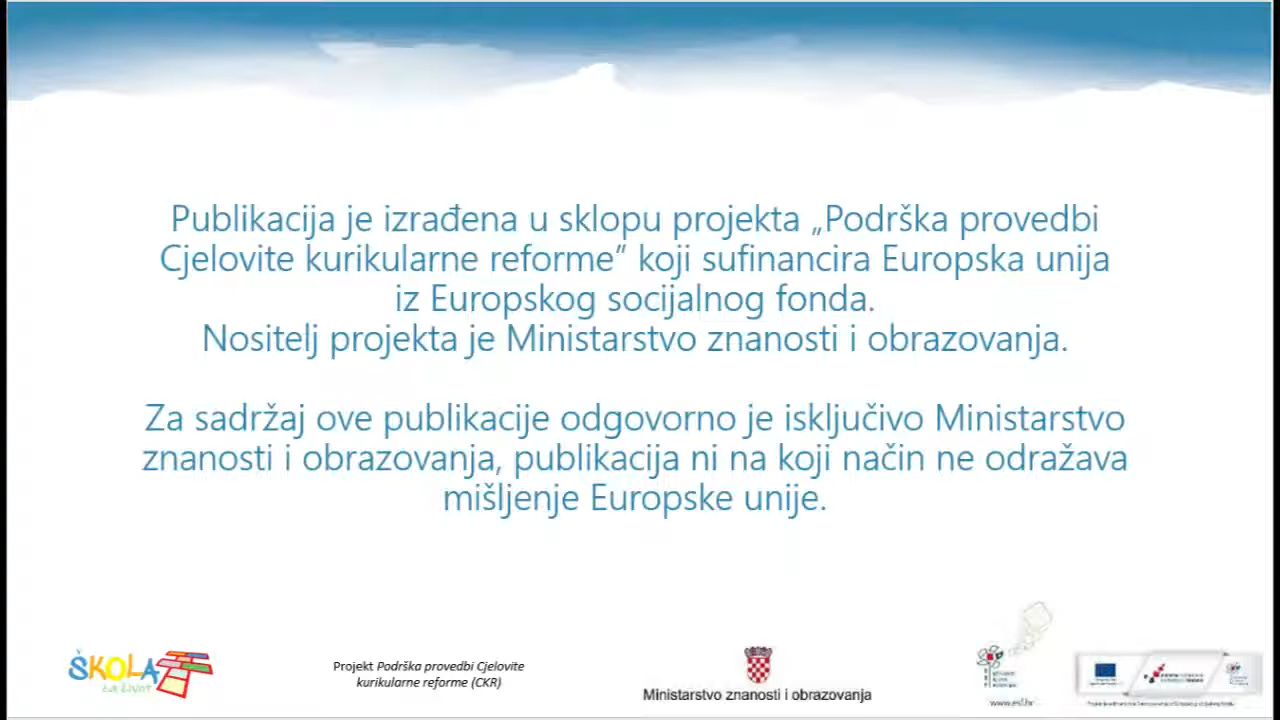 Publikacija je izrađena u sklopu projekta „Podrška provedbi
Cjelovite kurikularne reforme” koji sufinancira Europska unija
iz Europskog socijalnog fonda.
Nositelj projekta je Ministarstvo znanosti i obrazovanja.
Za sadržaj ove publikacije odgovorno je isključivo Ministarstvo
znanosti i obrazovanja, publikacija ni na koji način ne odražava
mišljenje Europske unije.
ŠKOLA
ZA ŽIVOT
Projekt Podrška provedbi Cjelovite
kurikularne reforme (CKR)
Ministarstvo znanosti i obrazovanja
www.esf.hr